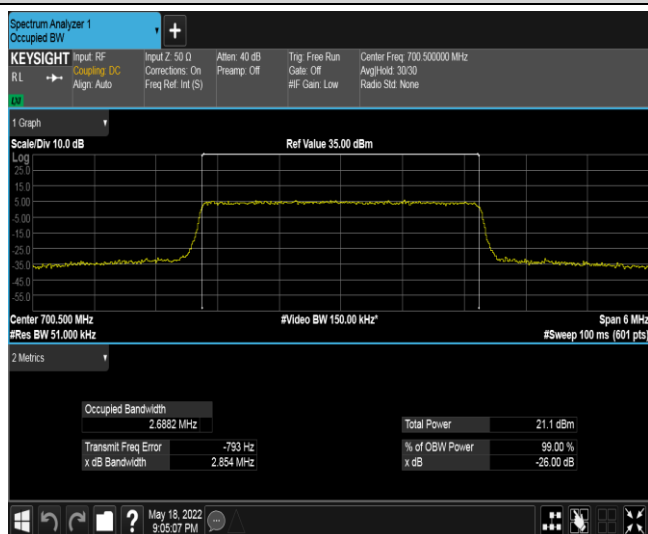 Spectrum Analyzer 1
Occupied BW
+
KEYSIGHT
Input: RF
Coupling: DC
Align: Auto
Input Z: 50 Ω
Corrections: On
Freq Ref: Int (S)
Atten: 40 dB
Preamp: Off
Trig: Free Run
Gate: Off
#IF Gain: Low
Center Freq: 700.500000 MHz
Avg|Hold: 30/30
Radio Std: None
R L
LXI
1 Graph
Scale/Div 10.0 dB
Ref Value 35.00 dBm
Log
25.0
15.0
5.00
-5.00
-15.0
-25.0
-35.0
-45.0
-55.0
Center 700.500 MHz
#Video BW 150.00 kHz*
Span 6 MHz
#Res BW 51.000 kHz
#Sweep 100 ms (601 pts)
2 Metrics
Occupied Bandwidth
2.6882 MHz
Total Power 21.1 dBm
Transmit Freq Error -793 Hz
% of OBW Power 99.00 %
x dB Bandwidth 2.854 MHz
x dB -26.00 dB
?
May 18, 2022
9:05:07 PM